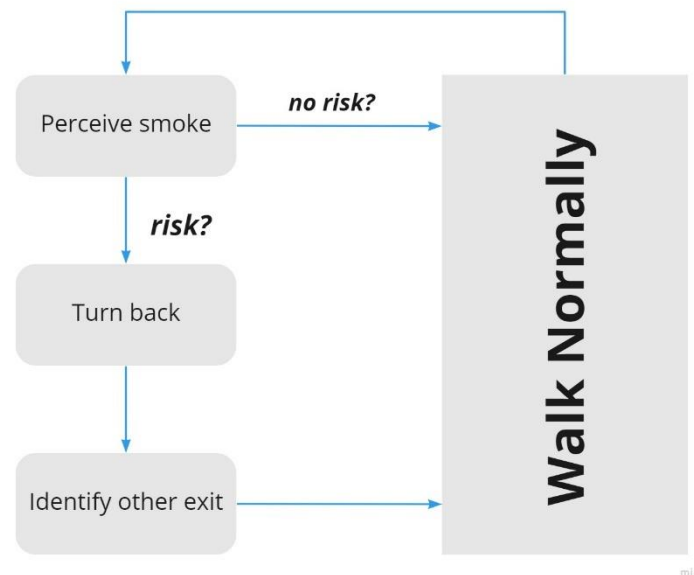 Perceive smoke
no risk?
risk?
Turn back
Identify other exit
Walk Normally